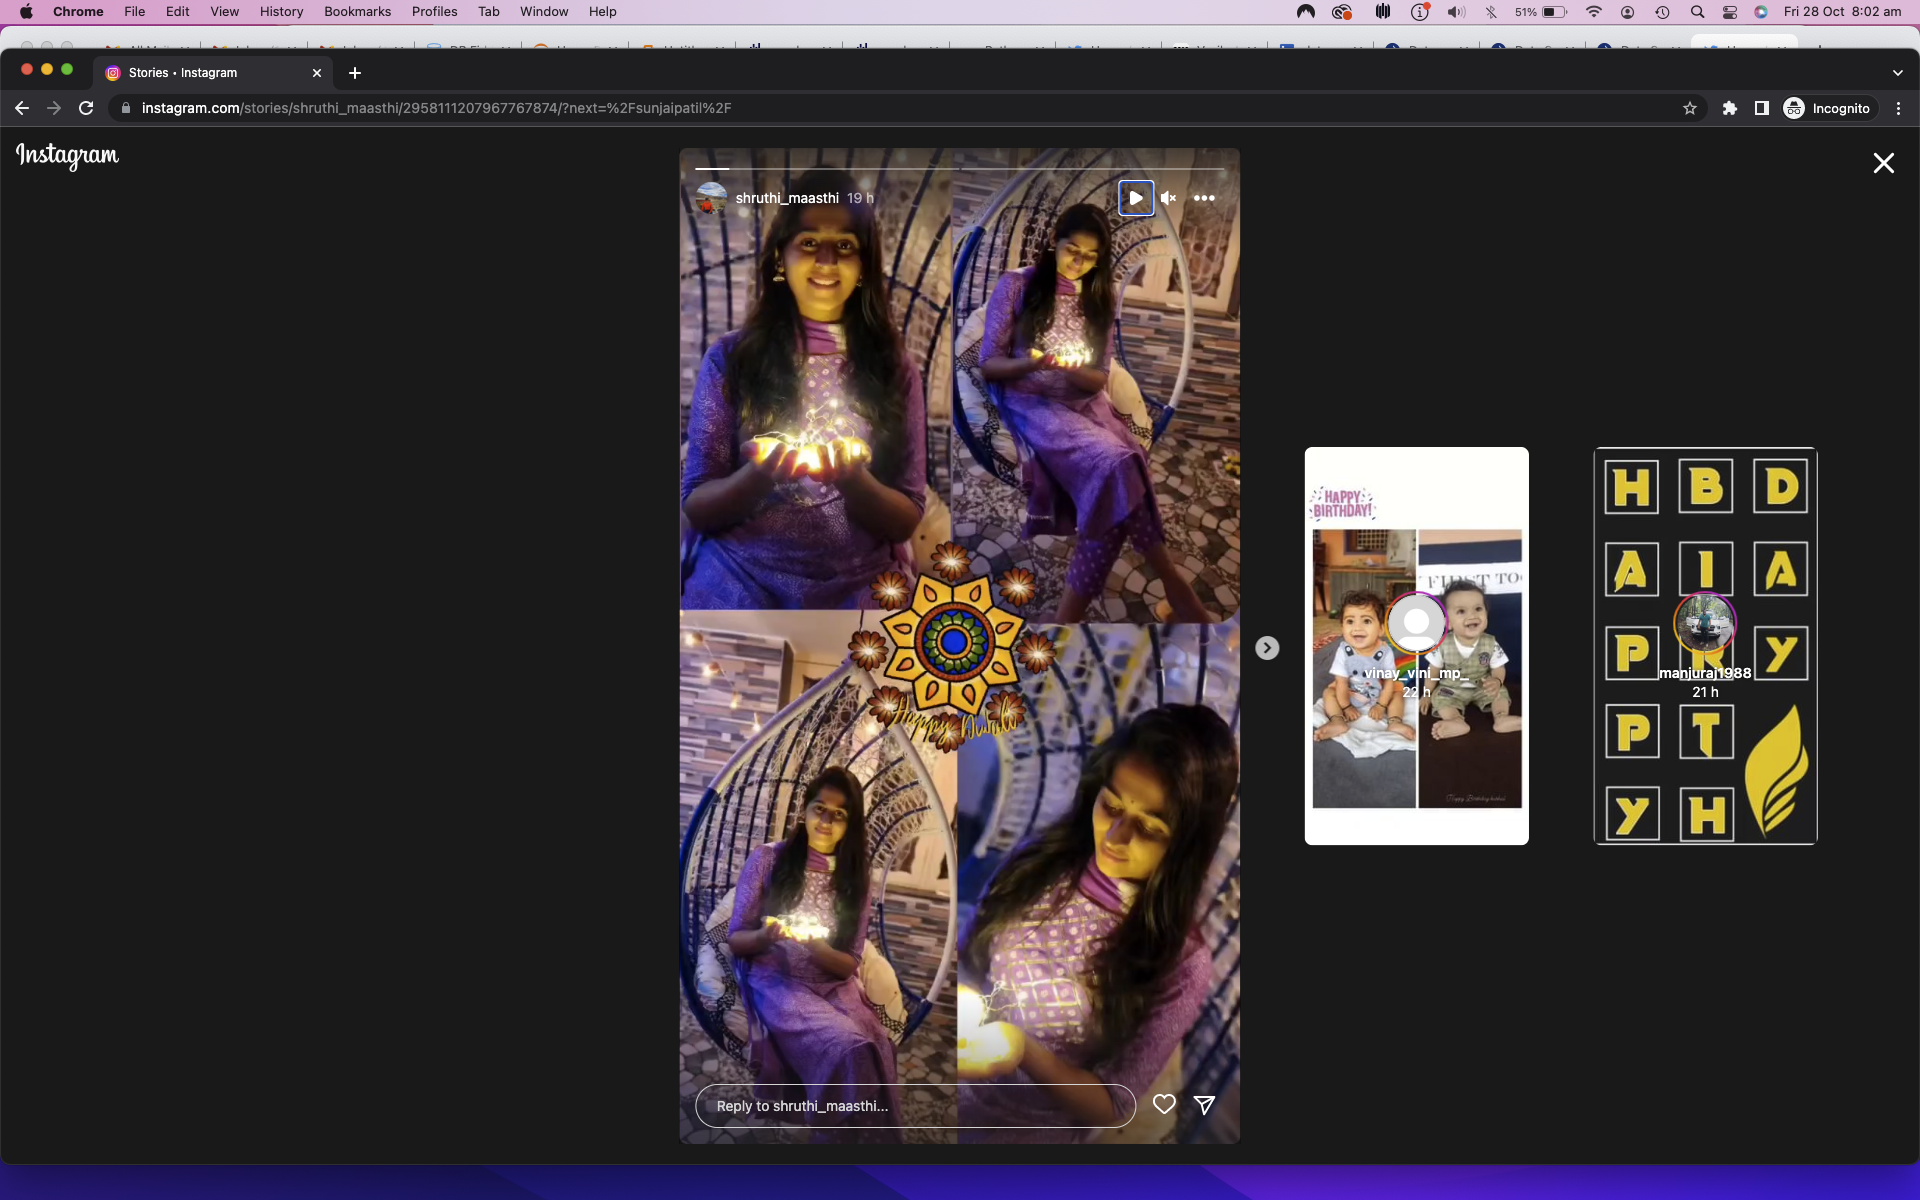 Chrome File Edit View History Bookmarks Profiles Tab Window Help
51% Fri 28 Oct 8:02 am
Stories • Instagram
instagram.com/stories/shruthi_maasthi/2958111207967767874/?next=%2Fsunjaipatil%2F
Incognito
Instagram
shruthi_maasthi 19 h
Happy Diwali
Reply to shruthi_maasthi...
HAPPY
BIRTHDAY!
FIRST TO
vinay_vini_mp_
22 h
H B D
A I A
P R Y
manjuraj1988
21 h
P T
Y H